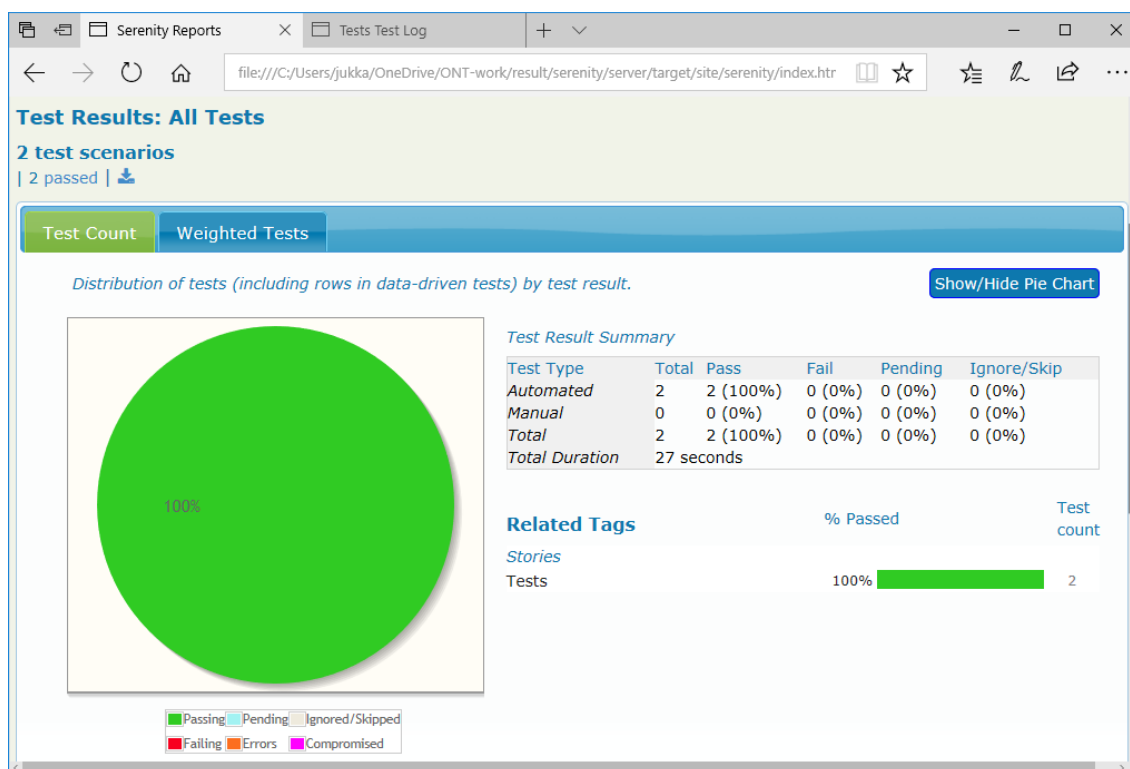 Serenity Reports
Tests Test Log
file:///C:/Users/jukka/OneDrive/ONT-work/result/serenity/server/target/site/serenity/index.htr
Test Results: All Tests
2 test scenarios
| 2 passed |
Test Count Weighted Tests
Distribution of tests (including rows in data-driven tests) by test result.
Show/Hide Pie Chart
100%
Passing Pending Ignored/Skipped
Failing Errors Compromised
Test Result Summary
Test Type Total Pass Fail Pending Ignore/Skip
Automated 2 2 (100%) 0 (0%) 0 (0%) 0 (0%)
Manual 0 0 (0%) 0 (0%) 0 (0%) 0 (0%)
Total 2 2 (100%) 0 (0%) 0 (0%) 0 (0%)
Total Duration 27 seconds
Related Tags % Passed Test count
Stories
Tests 100% 2